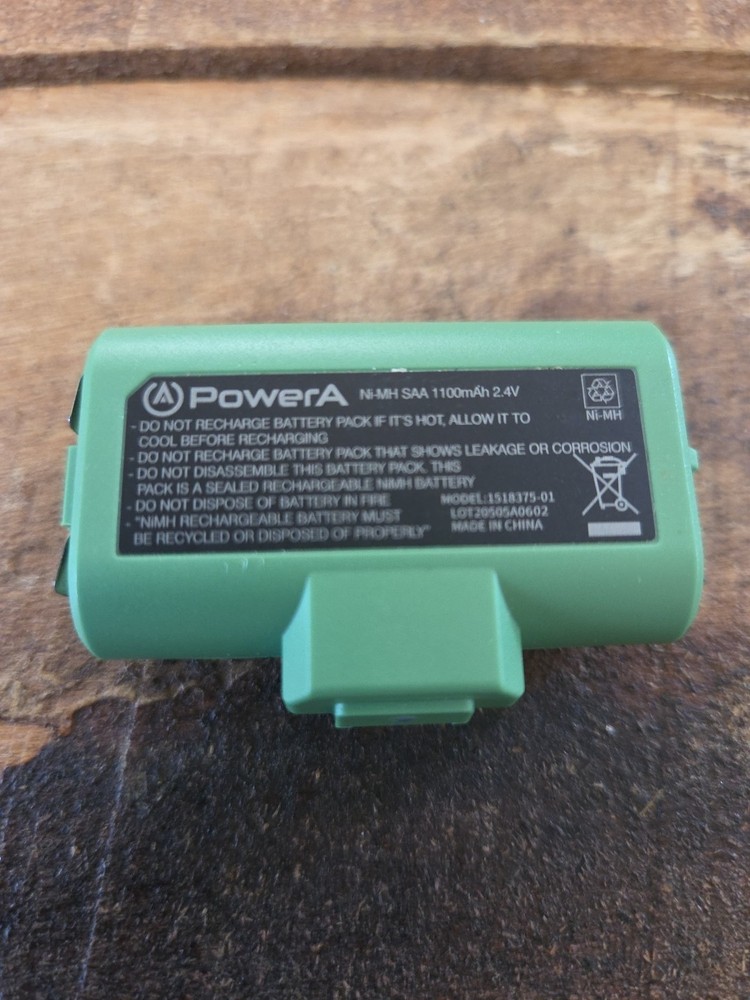 PowerA Ni-MH SAA 1100mAh 2.4V
Ni-MH
- DO NOT RECHARGE BATTERY PACK IF IT'S HOT, ALLOW IT TO
COOL BEFORE RECHARGING
- DO NOT RECHARGE BATTERY PACK THAT SHOWS LEAKAGE OR CORROSION
- DO NOT DISASSEMBLE THIS BATTERY PACK. THIS
PACK IS A SEALED RECHARGEABLE NIMH BATTERY
- DO NOT DISPOSE OF BATTERY IN FIRE
- "NIMH RECHARGEABLE BATTERY MUST
BE RECYCLED OR DISPOSED OF PROPERLY"
MODEL:1518375-01
LOT20505A0602
MADE IN CHINA